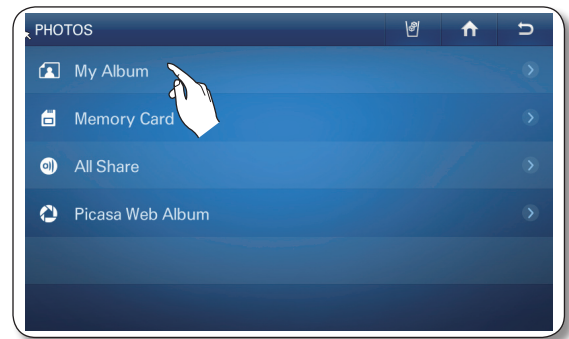 PHOTOS
My Album
Memory Card
All Share
Picasa Web Album